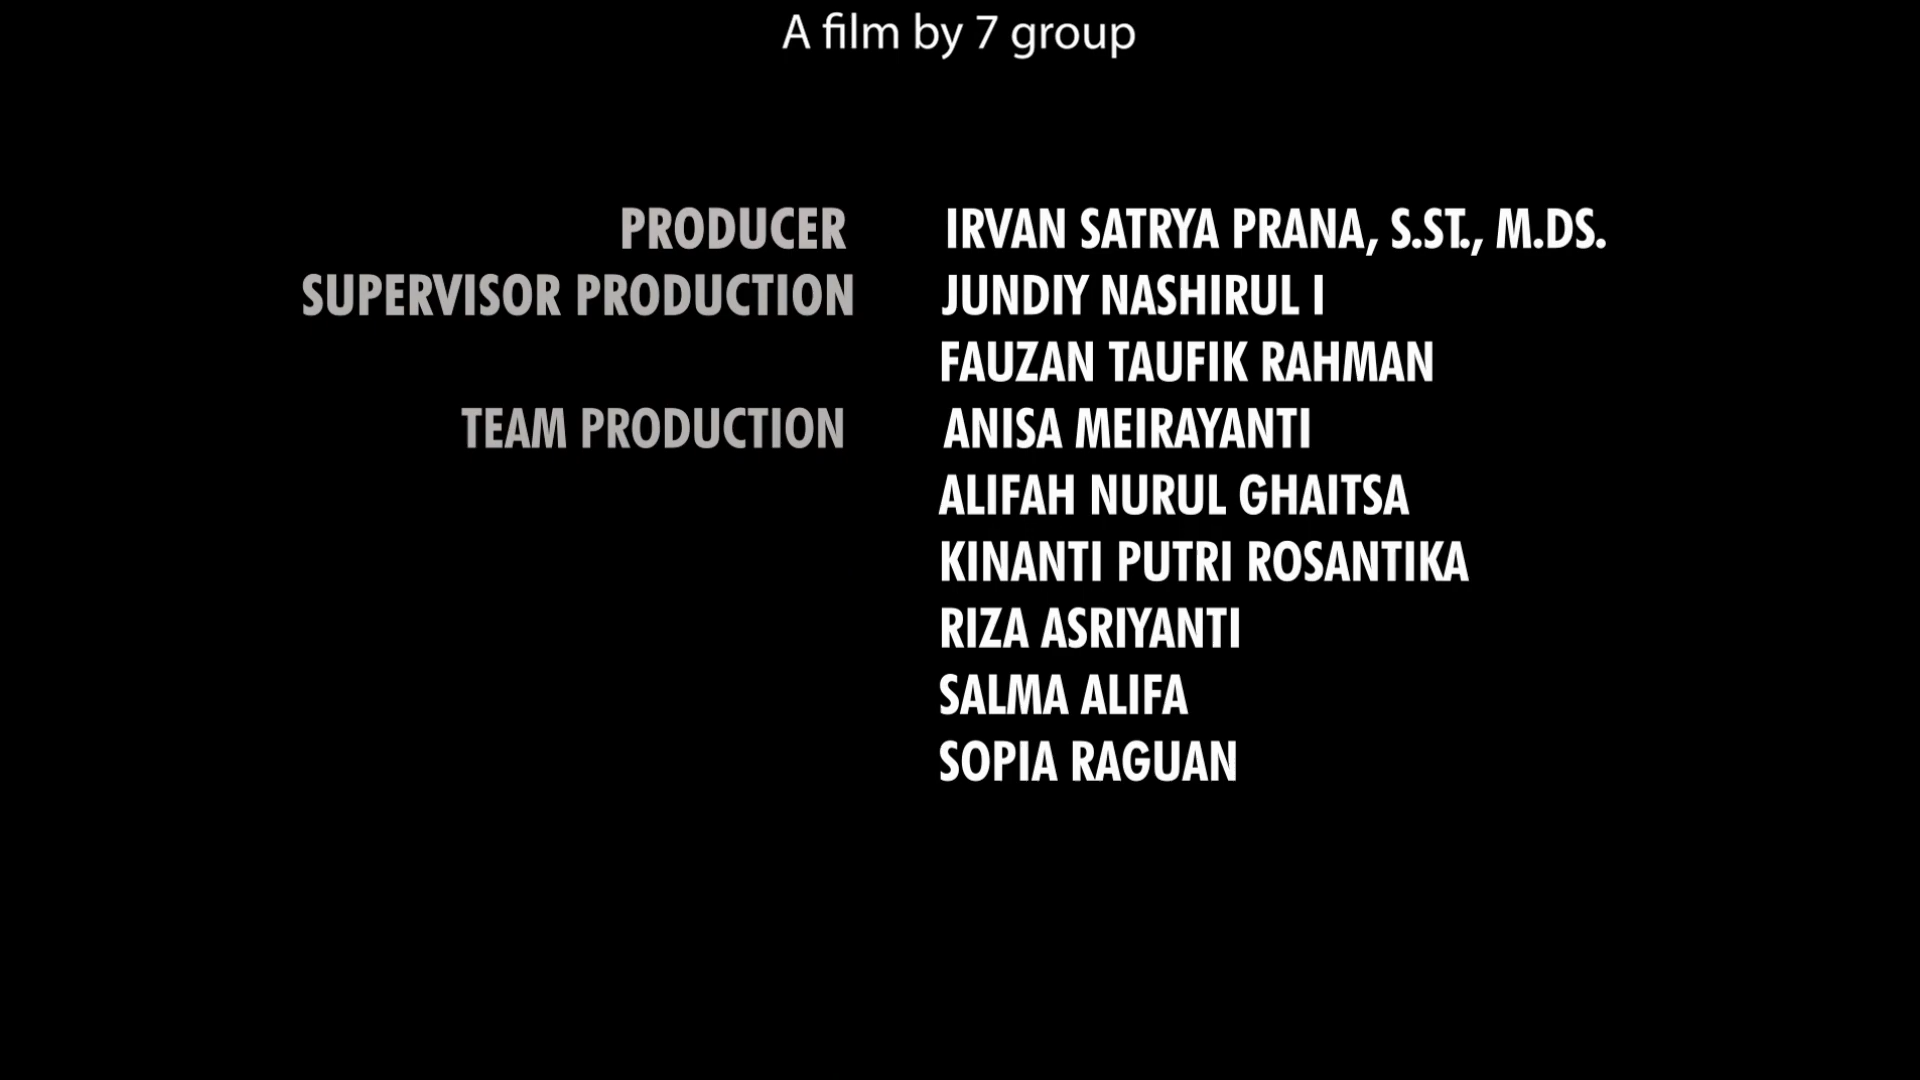 A film by 7 group
PRODUCER IRVAN SATRYA PRANA, S.ST., M.DS.
SUPERVISOR PRODUCTION JUNDIY NASHIRUL I
FAUZAN TAUFIK RAHMAN
TEAM PRODUCTION ANISA MEIRAYANTI
ALIFAH NURUL GHAITSA
KINANTI PUTRI ROSANTIKA
RIZA ASRIYANTI
SALMA ALIFA
SOPIA RAGUAN